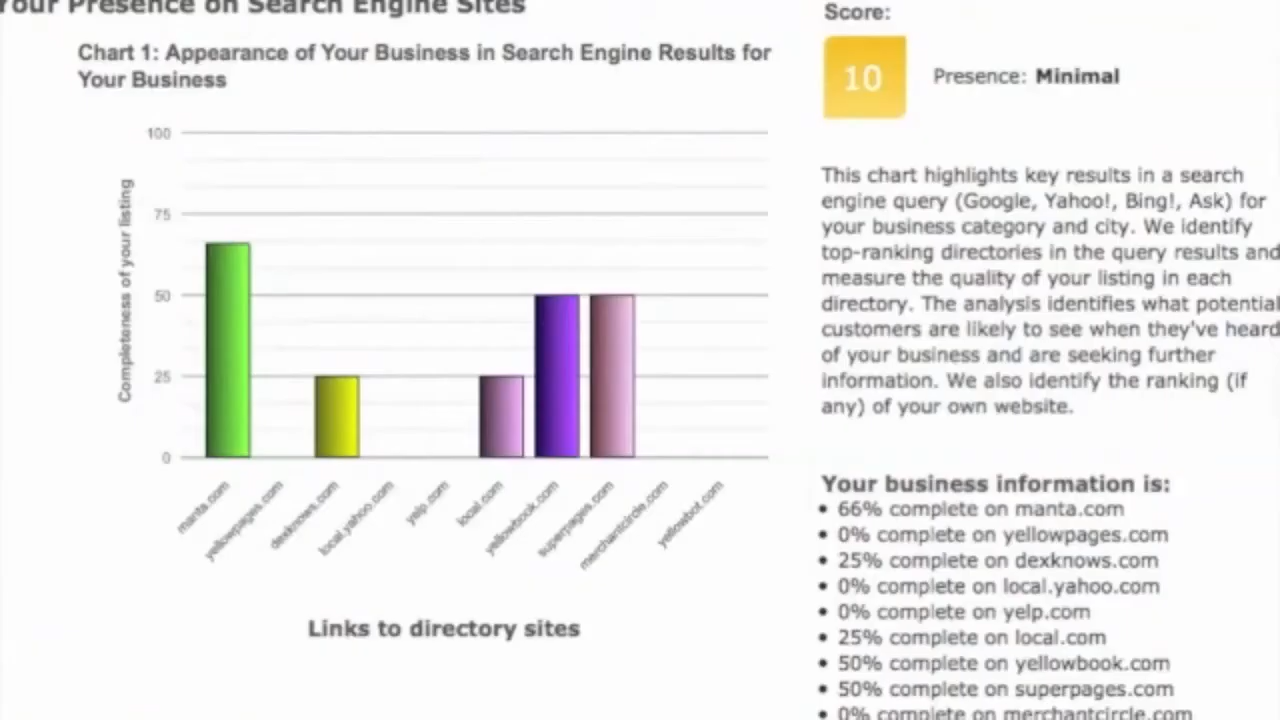 Your Presence on Search Engine Sites
Chart 1: Appearance of Your Business in Search Engine Results for
Your Business
100
75
50
25
0
Completeness of your listing
manta.com
yellowpages.com
dexknows.com
local.yahoo.com
yelp.com
local.com
yellowbook.com
superpages.com
merchantcircle.com
yellowbot.com
Links to directory sites
Score:
10
Presence: Minimal
This chart highlights key results in a search
engine query (Google, Yahoo!, Bing!, Ask) for
your business category and city. We identify
top-ranking directories in the query results and
measure the quality of your listing in each
directory. The analysis identifies what potential
customers are likely to see when they've heard
of your business and are seeking further
information. We also identify the ranking (if
any) of your own website.
Your business information is:
• 66% complete on manta.com
• 0% complete on yellowpages.com
• 25% complete on dexknows.com
• 0% complete on local.yahoo.com
• 0% complete on yelp.com
• 25% complete on local.com
• 50% complete on yellowbook.com
• 50% complete on superpages.com
• 0% complete on merchantcircle.com